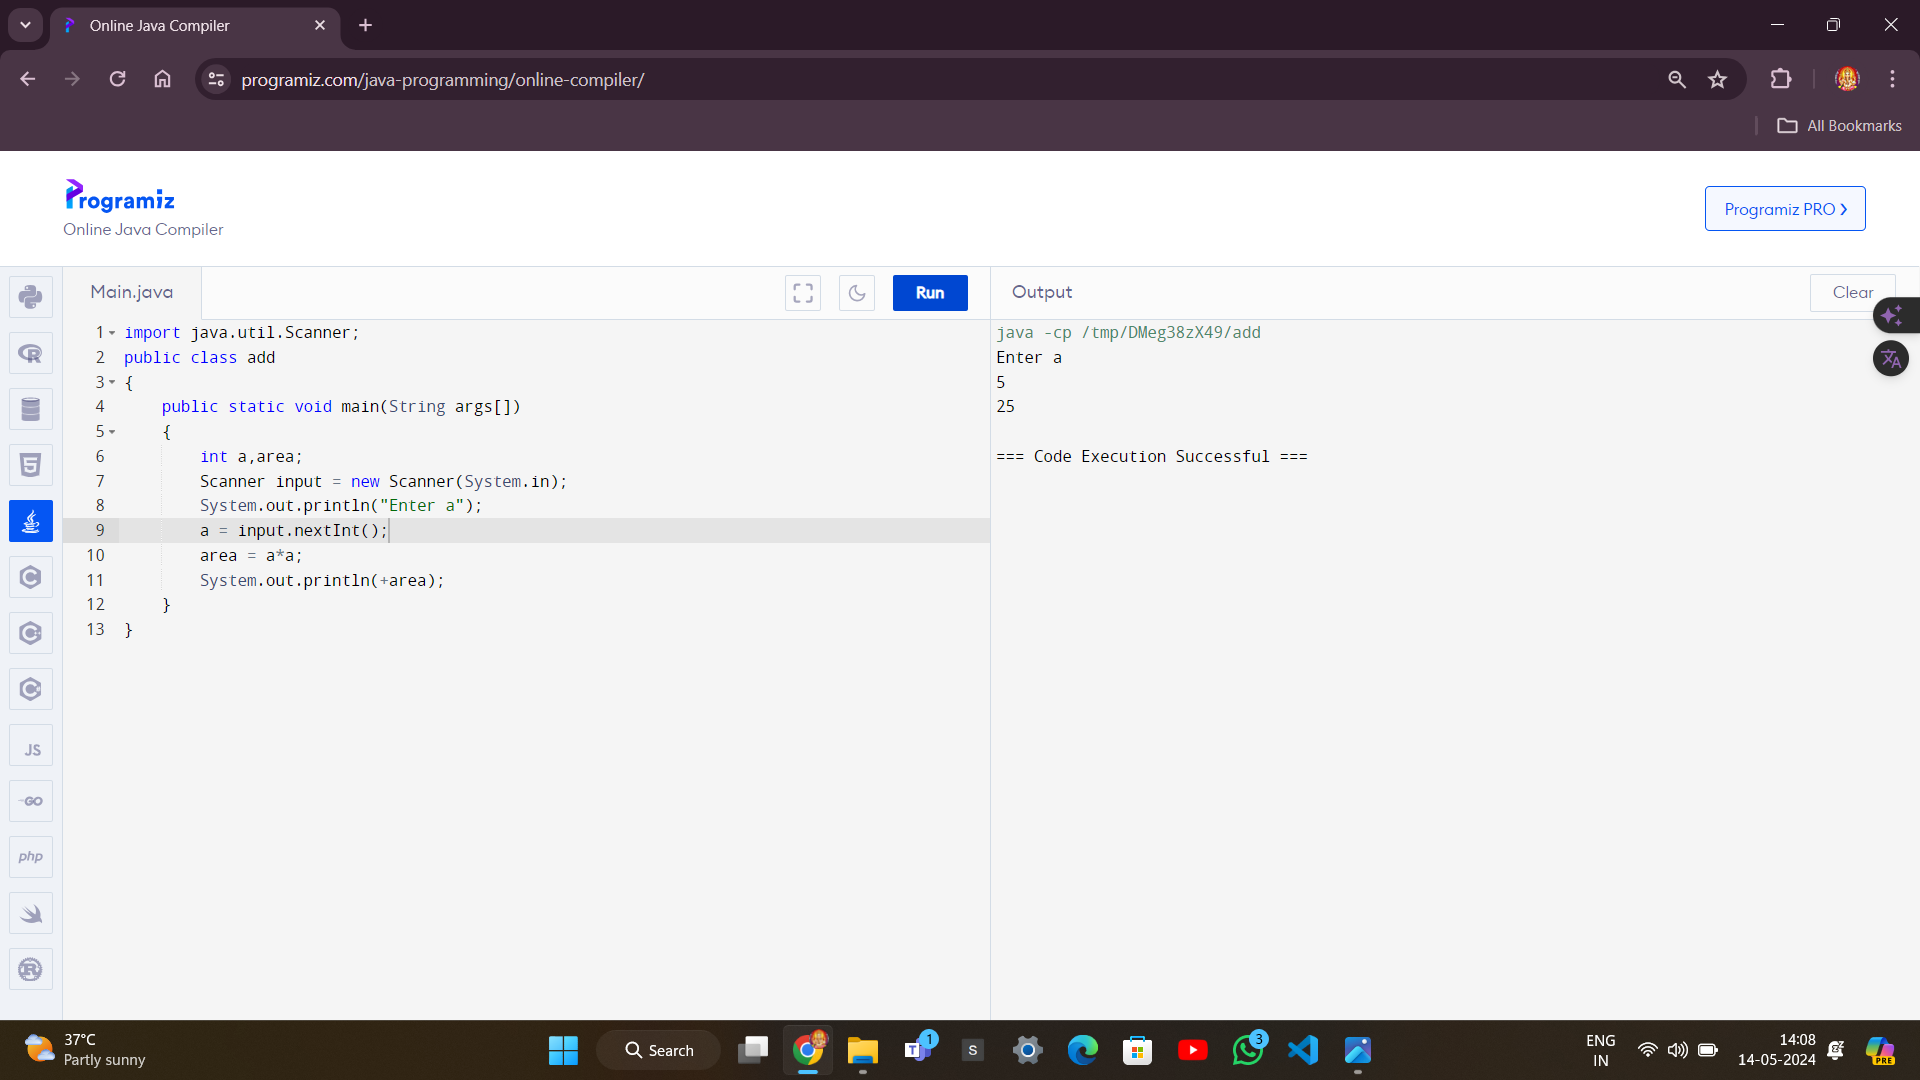 Online Java Compiler
programiz.com/java-programming/online-compiler/
All Bookmarks
Programiz
Online Java Compiler
Programiz PRO ›
Main.java
Run
Output
Clear
1 import java.util.Scanner;
2 public class add
3 {
4 public static void main(String args[])
5 {
6 int a,area;
7 Scanner input = new Scanner(System.in);
8 System.out.println("Enter a");
9 a = input.nextInt();
10 area = a*a;
11 System.out.println(+area);
12 }
13 }
java -cp /tmp/DMeg38zX49/add
Enter a
5
25
=== Code Execution Successful ===
JS
GO
php
37°C
Partly sunny
Search
1
S
3
ENG
IN
14:08
14-05-2024
PRE